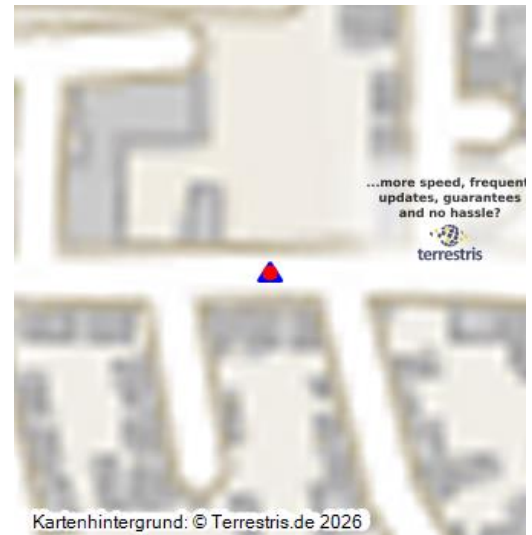 ...more speed, frequent
updates, guarantees
and no hassle?
terrestris
Kartenhintergrund: © Terrestris.de 2026